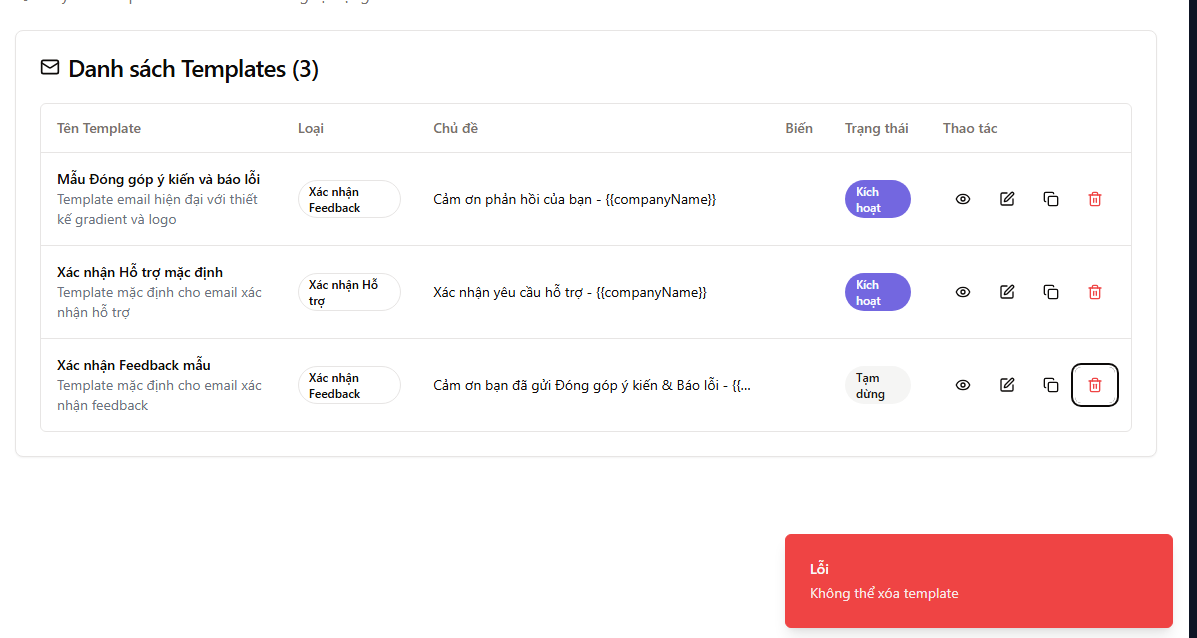 Danh sách Templates (3)
Tên Template Loại Chủ đề Biến Trạng thái Thao tác
Mẫu Đóng góp ý kiến và báo lỗi
Template email hiện đại với thiết
kế gradient và logo
Xác nhận
Feedback
Cảm ơn phản hồi của bạn - {{companyName}}
Kích
hoạt
Xác nhận Hỗ trợ mặc định
Template mặc định cho email xác
nhận hỗ trợ
Xác nhận Hỗ
trợ
Xác nhận yêu cầu hỗ trợ - {{companyName}}
Kích
hoạt
Xác nhận Feedback mẫu
Template mặc định cho email xác
nhận feedback
Xác nhận
Feedback
Cảm ơn bạn đã gửi Đóng góp ý kiến & Báo lỗi - {{...
Tạm
dừng
Lỗi
Không thể xóa template